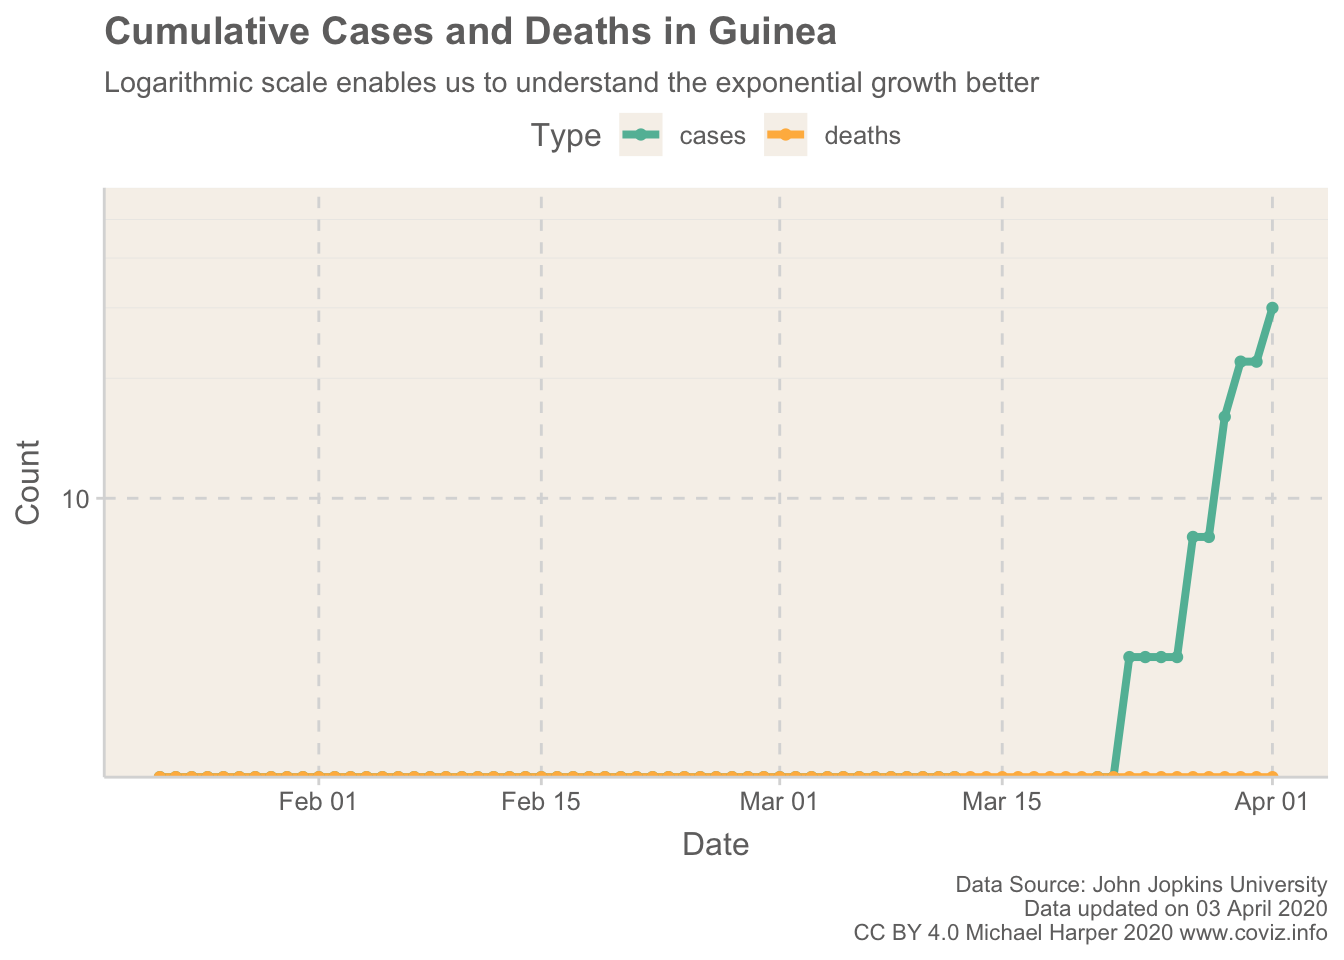 Cumulative Cases and Deaths in Guinea
Logarithmic scale enables us to understand the exponential growth better
Type cases deaths
Count
10
Feb 01 Feb 15 Mar 01 Mar 15 Apr 01
Date
Data Source: John Jopkins University
Data updated on 03 April 2020
CC BY 4.0 Michael Harper 2020 www.coviz.info